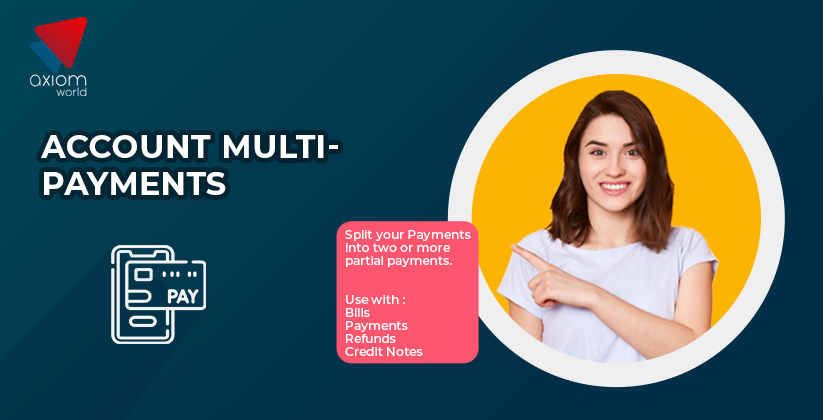 axiom
world
ACCOUNT MULTI-
PAYMENTS
PAY
Split your Payments
into two or more
partial payments.
Use with :
Bills
Payments
Refunds
Credit Notes